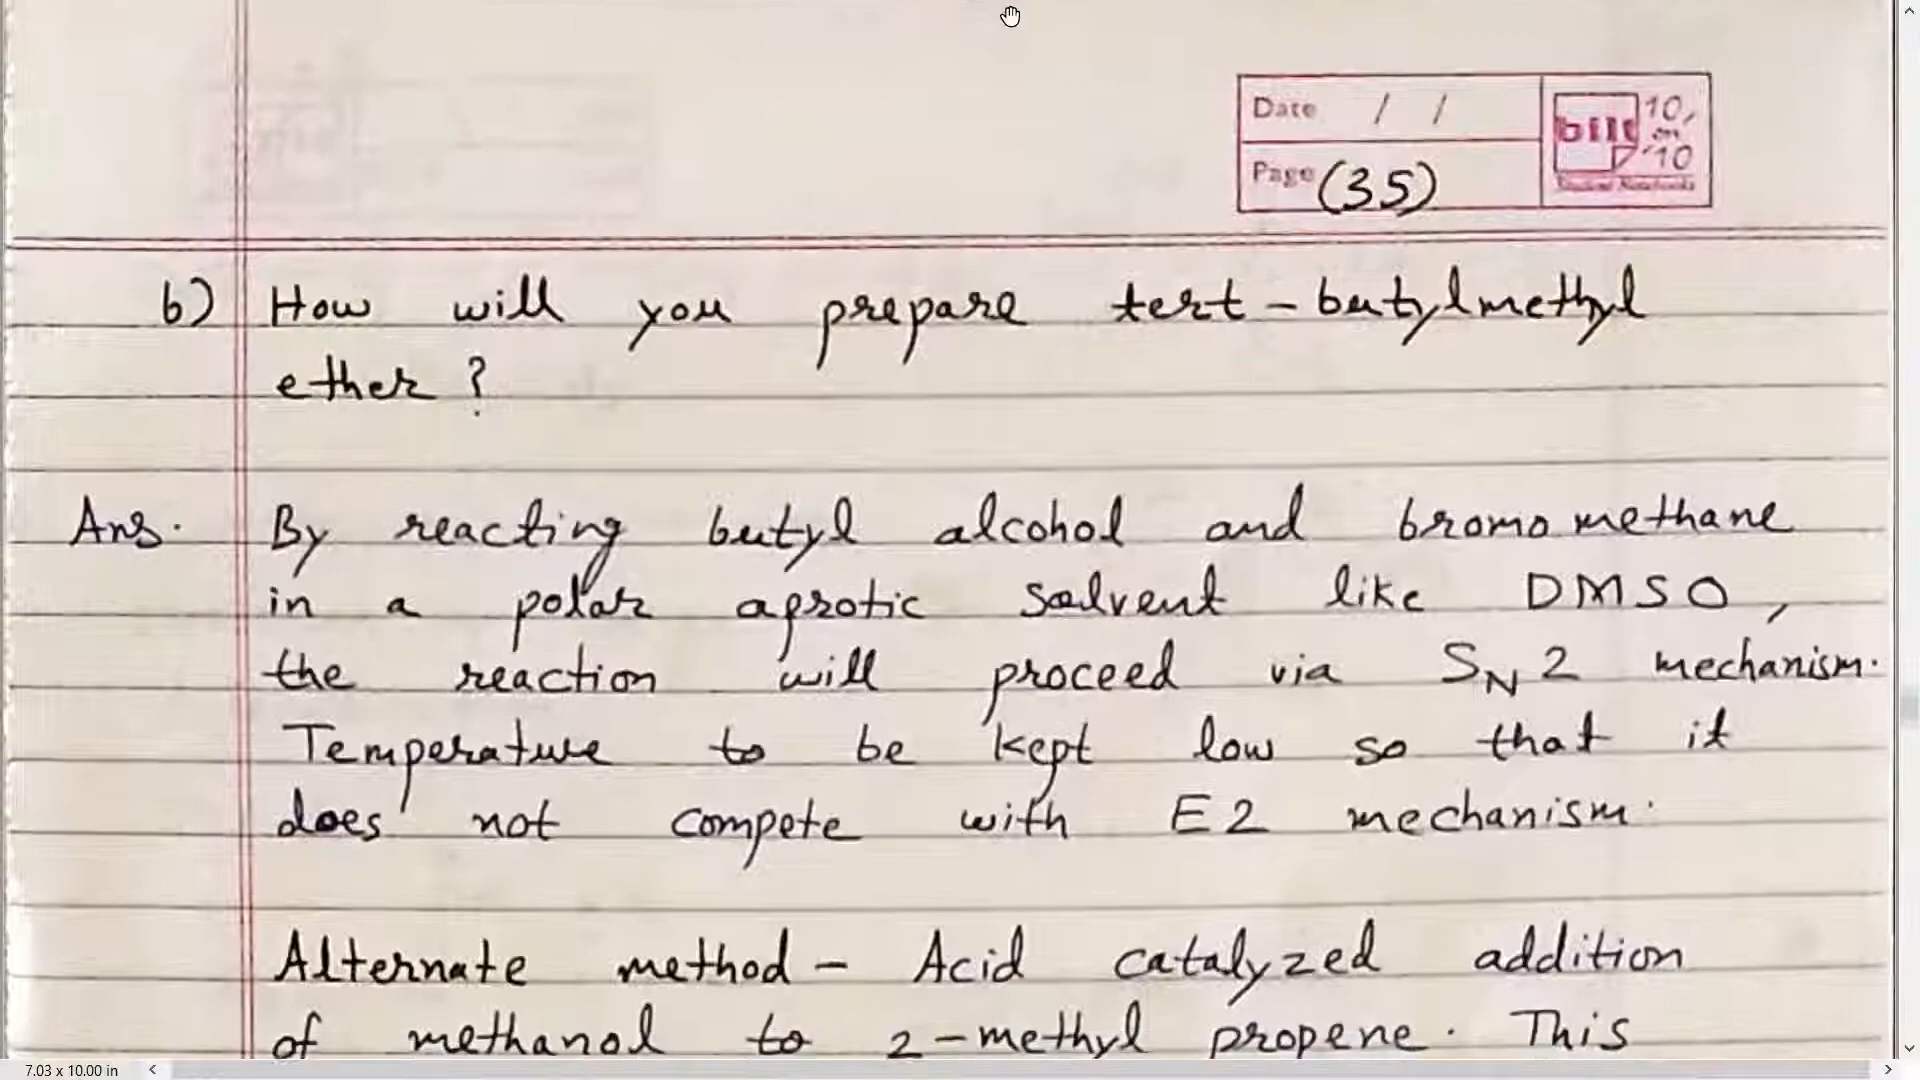 Date / /
Page (35)
bilt 10 on 10
Student Notebooks
b) How will you prepare tert-butylmethyl
ether?
Ans. By reacting butyl alcohol and bromomethane
in a polar aprotic solvent like DMSO,
the reaction will proceed via SN2 mechanism.
Temperature to be kept low so that it
does not compete with E2 mechanism.
Alternate method - Acid catalyzed addition
of methanol to 2-methyl propene. This
7.03 x 10.00 in